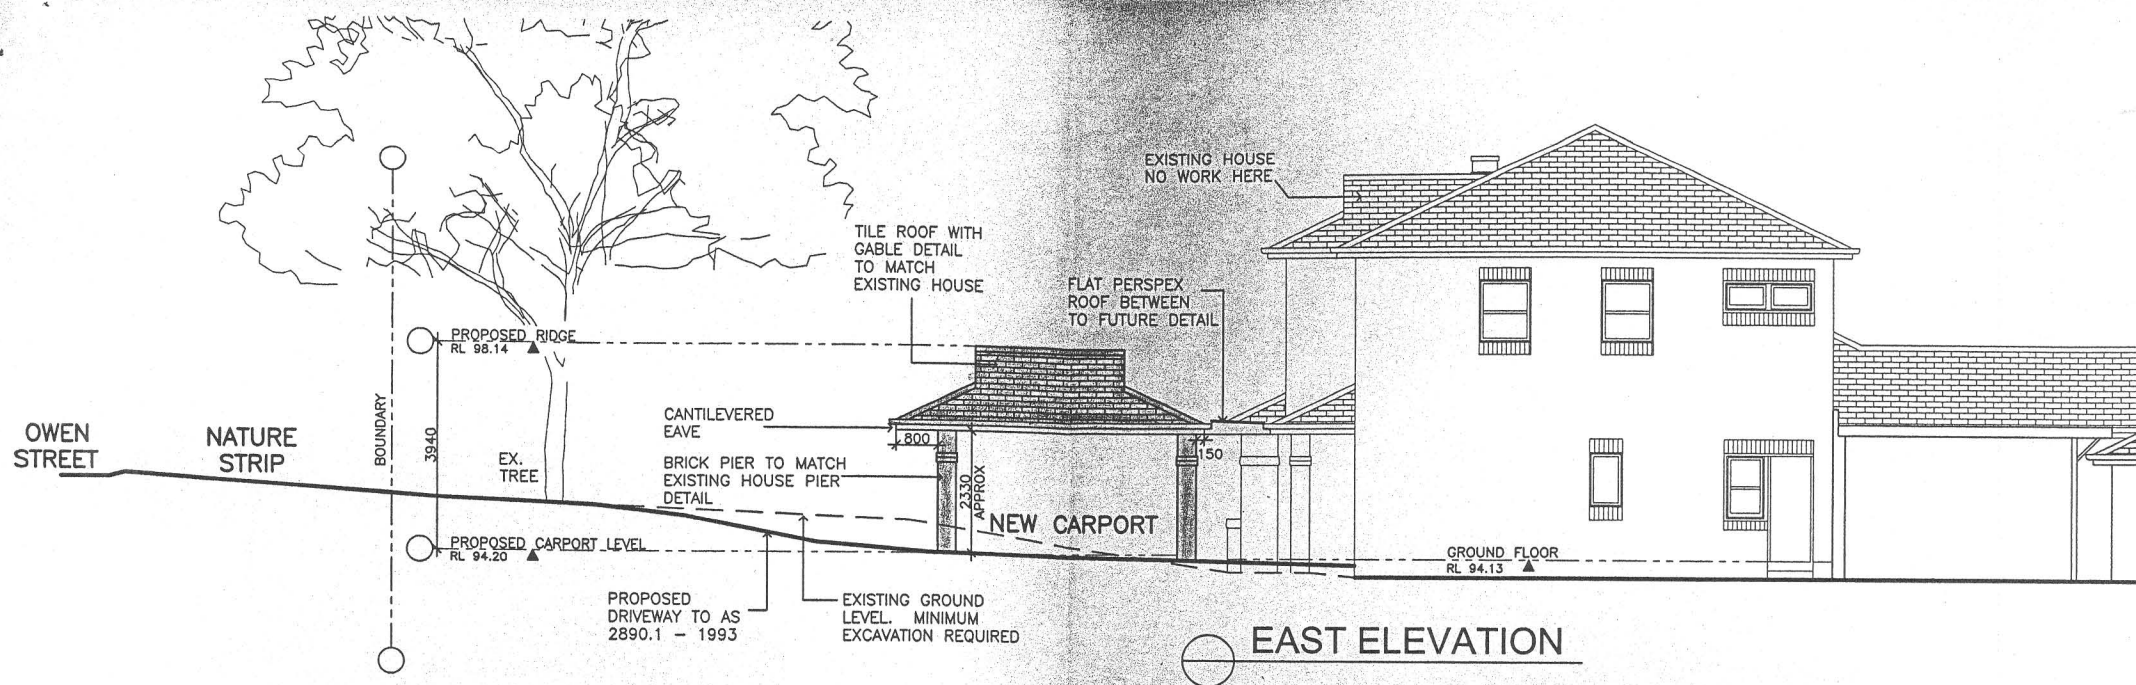 EXISTING HOUSE
NO WORK HERE
TILE ROOF WITH
GABLE DETAIL
TO MATCH
EXISTING HOUSE
FLAT PERSPEX
ROOF BETWEEN
TO FUTURE DETAIL
PROPOSED RIDGE
RL 98.14
CANTILEVERED
EAVE
800
150
BOUNDARY
3940
OWEN
STREET
NATURE
STRIP
EX.
TREE
BRICK PIER TO MATCH
EXISTING HOUSE PIER
DETAIL
2330
APPROX
NEW CARPORT
PROPOSED CARPORT LEVEL
RL 94.20
GROUND FLOOR
RL 94.13
PROPOSED
DRIVEWAY TO AS
2890.1 – 1993
EXISTING GROUND
LEVEL. MINIMUM
EXCAVATION REQUIRED
EAST ELEVATION